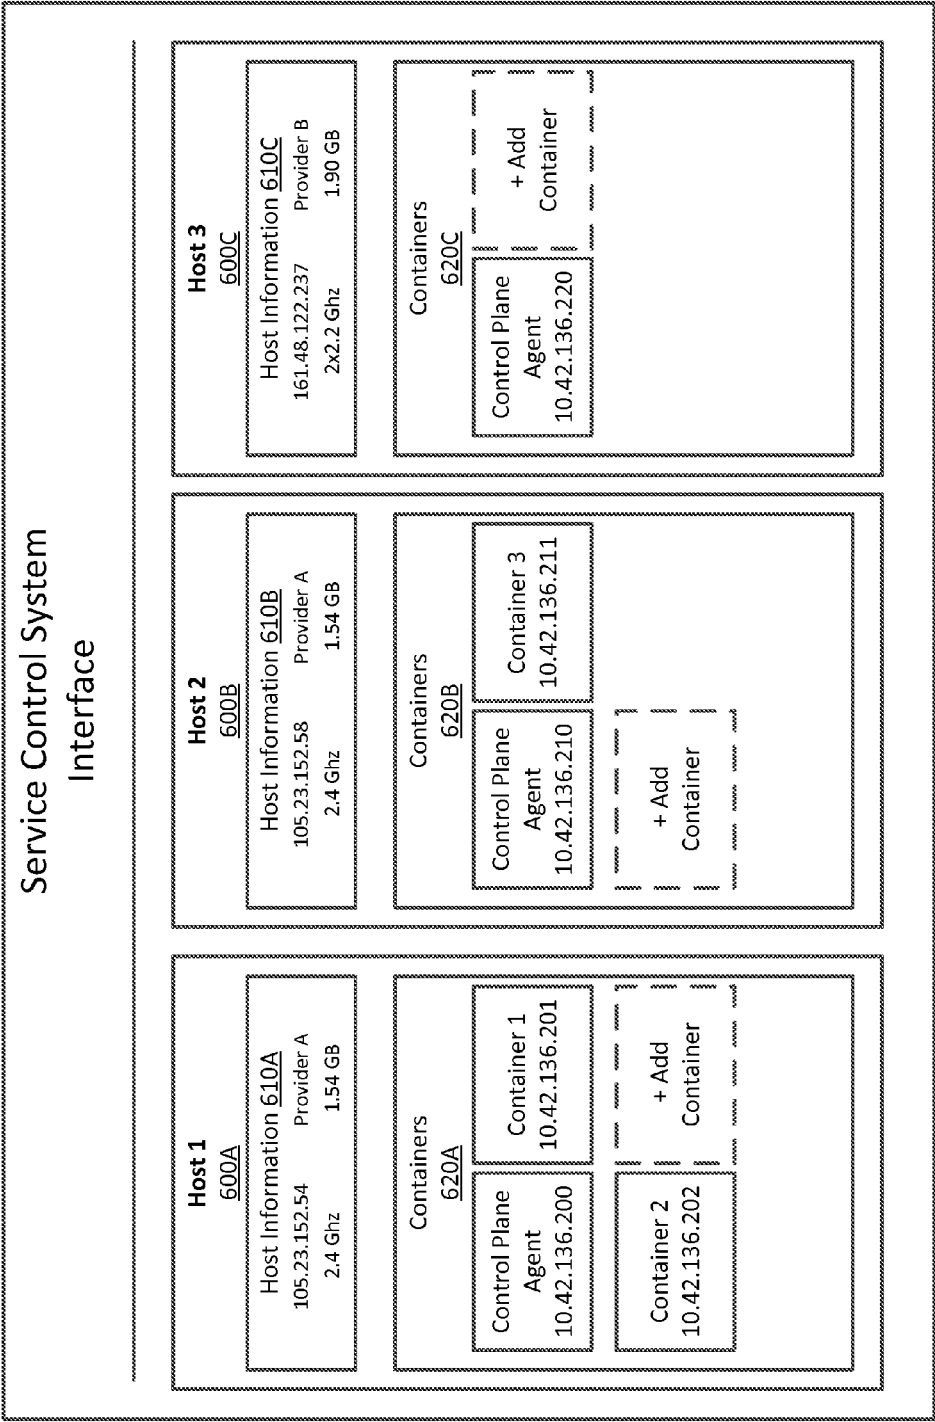 Service Control System
Interface
Host 1
600A
Host Information 610A
105.23.152.54 Provider A
2.4 Ghz 1.54 GB
Containers
620A
Control Plane
Agent
10.42.136.200
Container 1
10.42.136.201
Container 2
10.42.136.202
+ Add
Container
Host 2
600B
Host Information 610B
105.23.152.58 Provider A
2.4 Ghz 1.54 GB
Containers
620B
Control Plane
Agent
10.42.136.210
Container 3
10.42.136.211
+ Add
Container
Host 3
600C
Host Information 610C
161.48.122.237 Provider B
2x2.2 Ghz 1.90 GB
Containers
620C
Control Plane
Agent
10.42.136.220
+ Add
Container